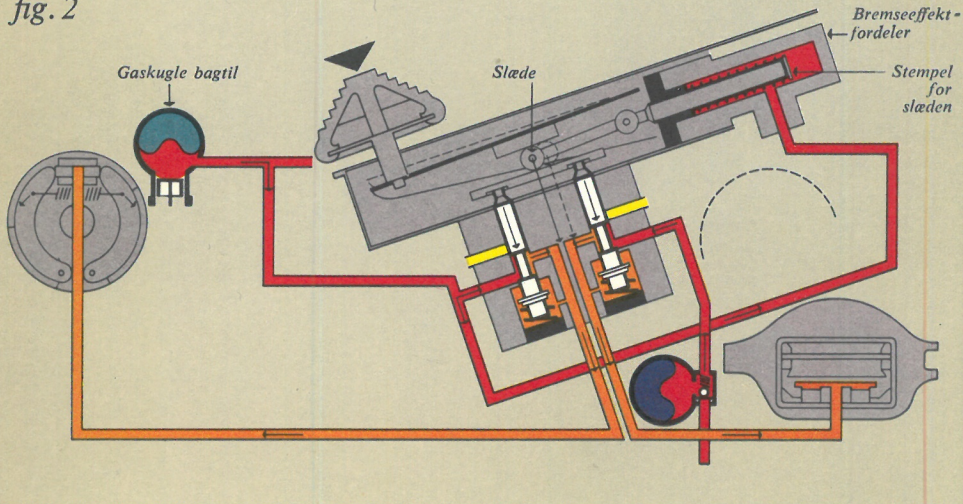 fig. 2
Bremseeffekt-
fordeler
Gaskugle bagtil
Slæde
Stempel
for
slæden